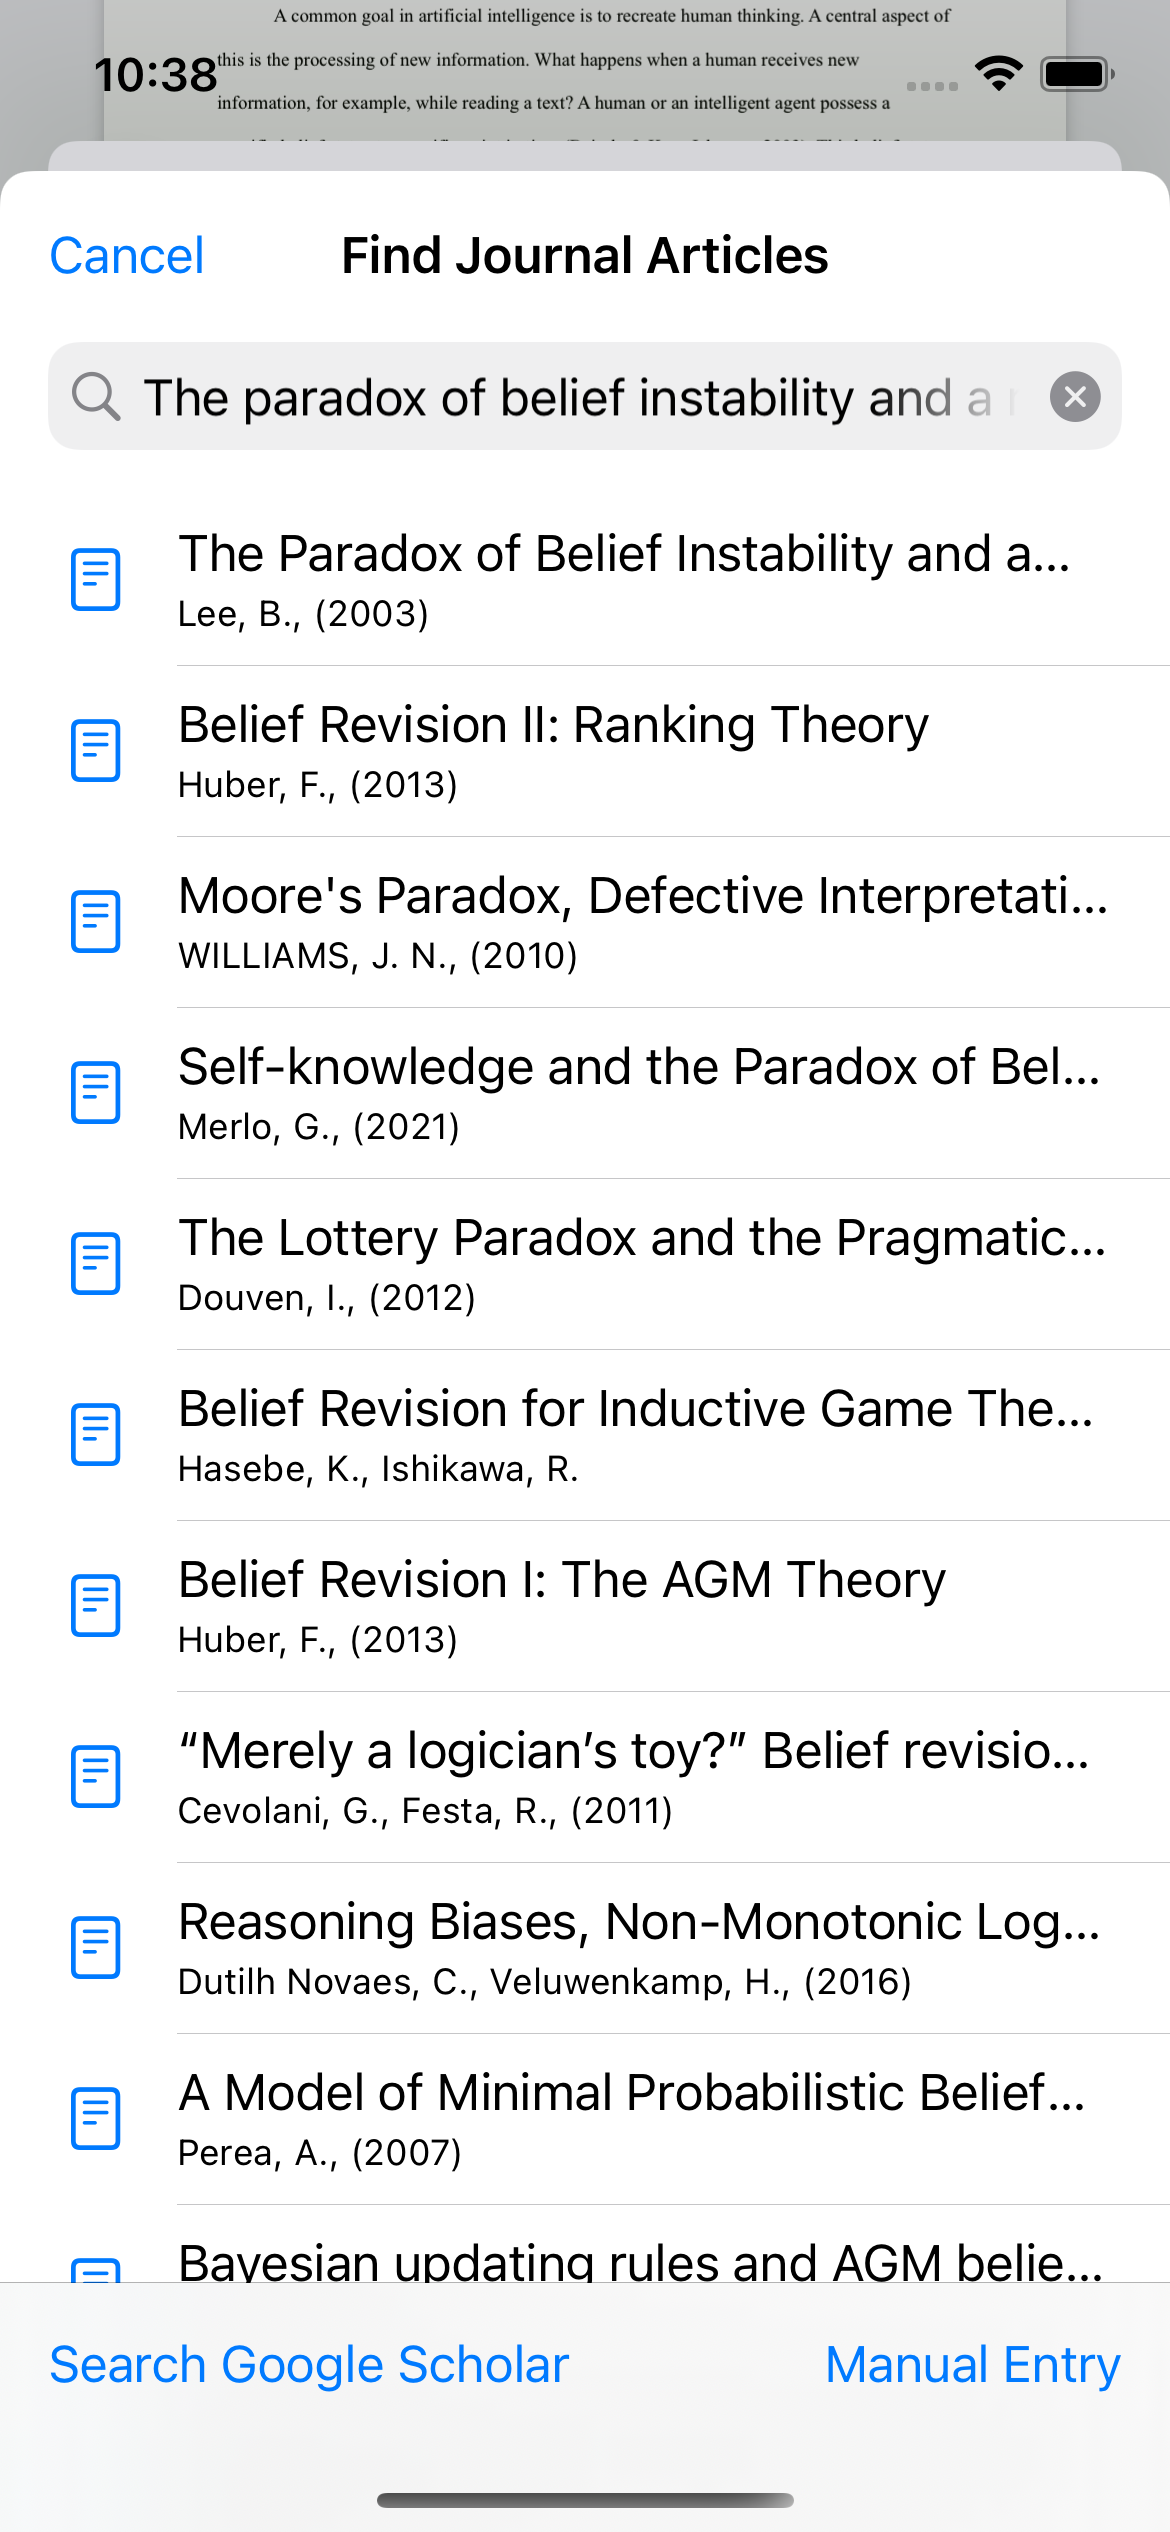 A common goal in artificial intelligence is to recreate human thinking. A central aspect of
this is the processing of new information. What happens when a human receives new
10:38
information, for example, while reading a text? A human or an intelligent agent possess a
Cancel
Find Journal Articles
The paradox of belief instability and a
The Paradox of Belief Instability and a...
Lee, B., (2003)
Belief Revision II: Ranking Theory
Huber, F., (2013)
Moore's Paradox, Defective Interpretati...
WILLIAMS, J. N., (2010)
Self-knowledge and the Paradox of Bel...
Merlo, G., (2021)
The Lottery Paradox and the Pragmatic...
Douven, I., (2012)
Belief Revision for Inductive Game The...
Hasebe, K., Ishikawa, R.
Belief Revision I: The AGM Theory
Huber, F., (2013)
“Merely a logician’s toy?” Belief revisio...
Cevolani, G., Festa, R., (2011)
Reasoning Biases, Non-Monotonic Log...
Dutilh Novaes, C., Veluwenkamp, H., (2016)
A Model of Minimal Probabilistic Belief...
Perea, A., (2007)
Bayesian updating rules and AGM belie...
Search Google Scholar
Manual Entry